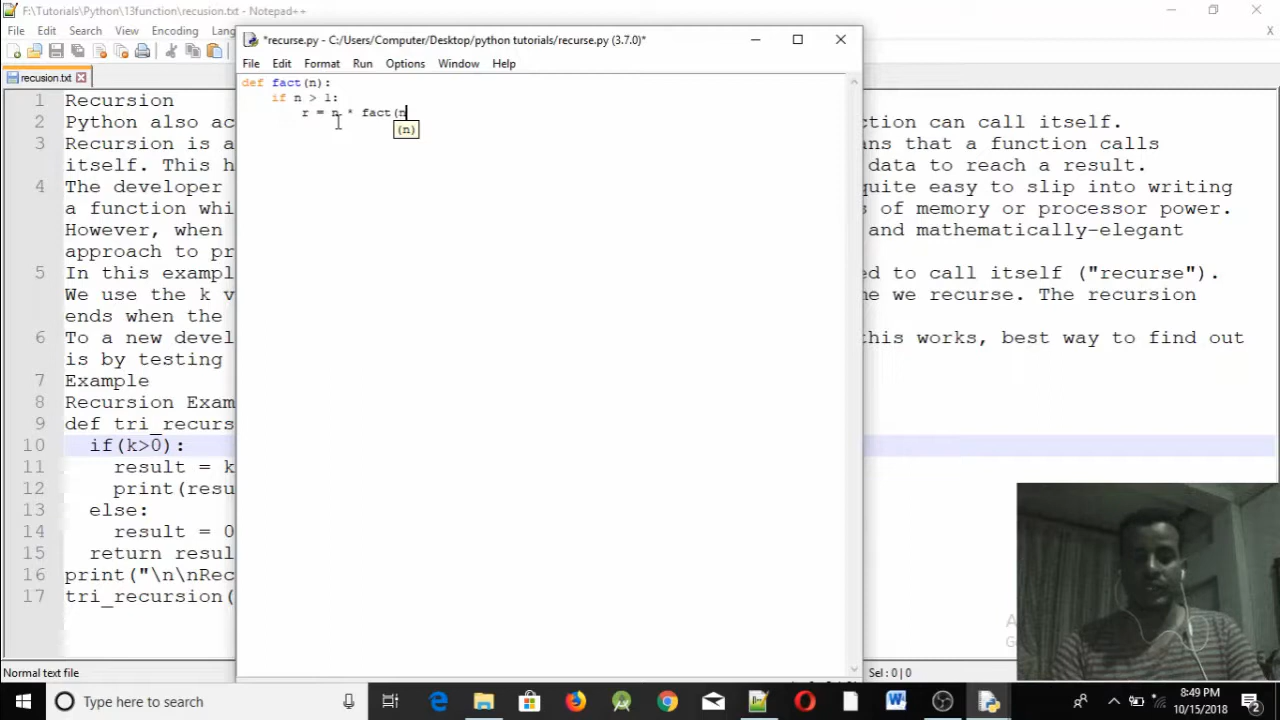 F:\Tutorials\Python\13function\recusion.txt - Notepad++
File Edit Search View Encoding Lang
recusion.txt
*recurse.py - C:/Users/Computer/Desktop/python tutorials/recurse.py (3.7.0)*
File Edit Format Run Options Window Help
def fact(n):
if n > 1:
r = n * fact(n
(n)
1 Recursion
2 Python also ac ction can call itself.
3 Recursion is a ans that a function calls
itself. This h data to reach a result.
4 The developer quite easy to slip into writing
a function whi s of memory or processor power.
However, when and mathematically-elegant
approach to pr
5 In this exampl ed to call itself ("recurse").
We use the k v me we recurse. The recursion
ends when the
6 To a new devel this works, best way to find out
is by testing
7 Example
8 Recursion Exam
9 def tri_recurs
10 if(k>0):
11 result = k
12 print(resu
13 else:
14 result = 0
15 return resul
16 print("\n\nRec
17 tri_recursion(
Normal text file
Sel : 0 | 0
Type here to search
8:49 PM
10/15/2018
2